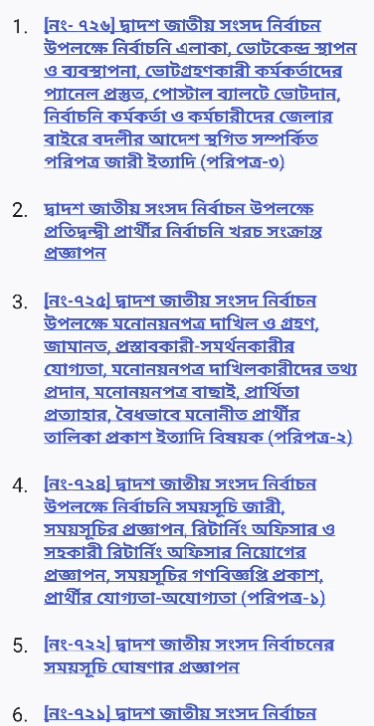 1. [নং- ৭২৬] দ্বাদশ জাতীয় সংসদ নির্বাচন
উপলক্ষে নির্বাচনি এলাকা, ভোটকেন্দ্র স্থাপন
ও ব্যবস্থাপনা, ভোটগ্রহণকারী কর্মকর্তাদের
প্যানেল প্রস্তুত, পোস্টাল ব্যালটে ভোটদান,
নির্বাচনি কর্মকর্তা ও কর্মচারীদের জেলার
বাইরে বদলীর আদেশ স্থগিত সম্পর্কিত
পরিপত্র জারী ইত্যাদি (পরিপত্র-৩)
2. দ্বাদশ জাতীয় সংসদ নির্বাচন উপলক্ষে
প্রতিদ্বন্দ্বী প্রার্থীর নির্বাচনি খরচ সংক্রান্ত
প্রজ্ঞাপন
3. [নং-৭২৫] দ্বাদশ জাতীয় সংসদ নির্বাচন
উপলক্ষে মনোনয়নপত্র দাখিল ও গ্রহণ,
জামানত, প্রস্তাবকারী-সমর্থনকারীর
যোগ্যতা, মনোনয়নপত্র দাখিলকারীদের তথ্য
প্রদান, মনোনয়নপত্র বাছাই, প্রার্থিতা
প্রত্যাহার, বৈধভাবে মনোনীত প্রার্থীর
তালিকা প্রকাশ ইত্যাদি বিষয়ক (পরিপত্র-২)
4. [নং-৭২৪] দ্বাদশ জাতীয় সংসদ নির্বাচন
উপলক্ষে নির্বাচনি সময়সূচি জারী,
সময়সূচির প্রজ্ঞাপন, রিটার্নিং অফিসার ও
সহকারী রিটার্নিং অফিসার নিয়োগের
প্রজ্ঞাপন, সময়সূচির গণবিজ্ঞপ্তি প্রকাশ,
প্রার্থীর যোগ্যতা-অযোগ্যতা (পরিপত্র-১)
5. [নং-৭২২] দ্বাদশ জাতীয় সংসদ নির্বাচনের
সময়সূচি ঘোষণার প্রজ্ঞাপন
6. [নং-৭২১] দ্বাদশ জাতীয় সংসদ নির্বাচন